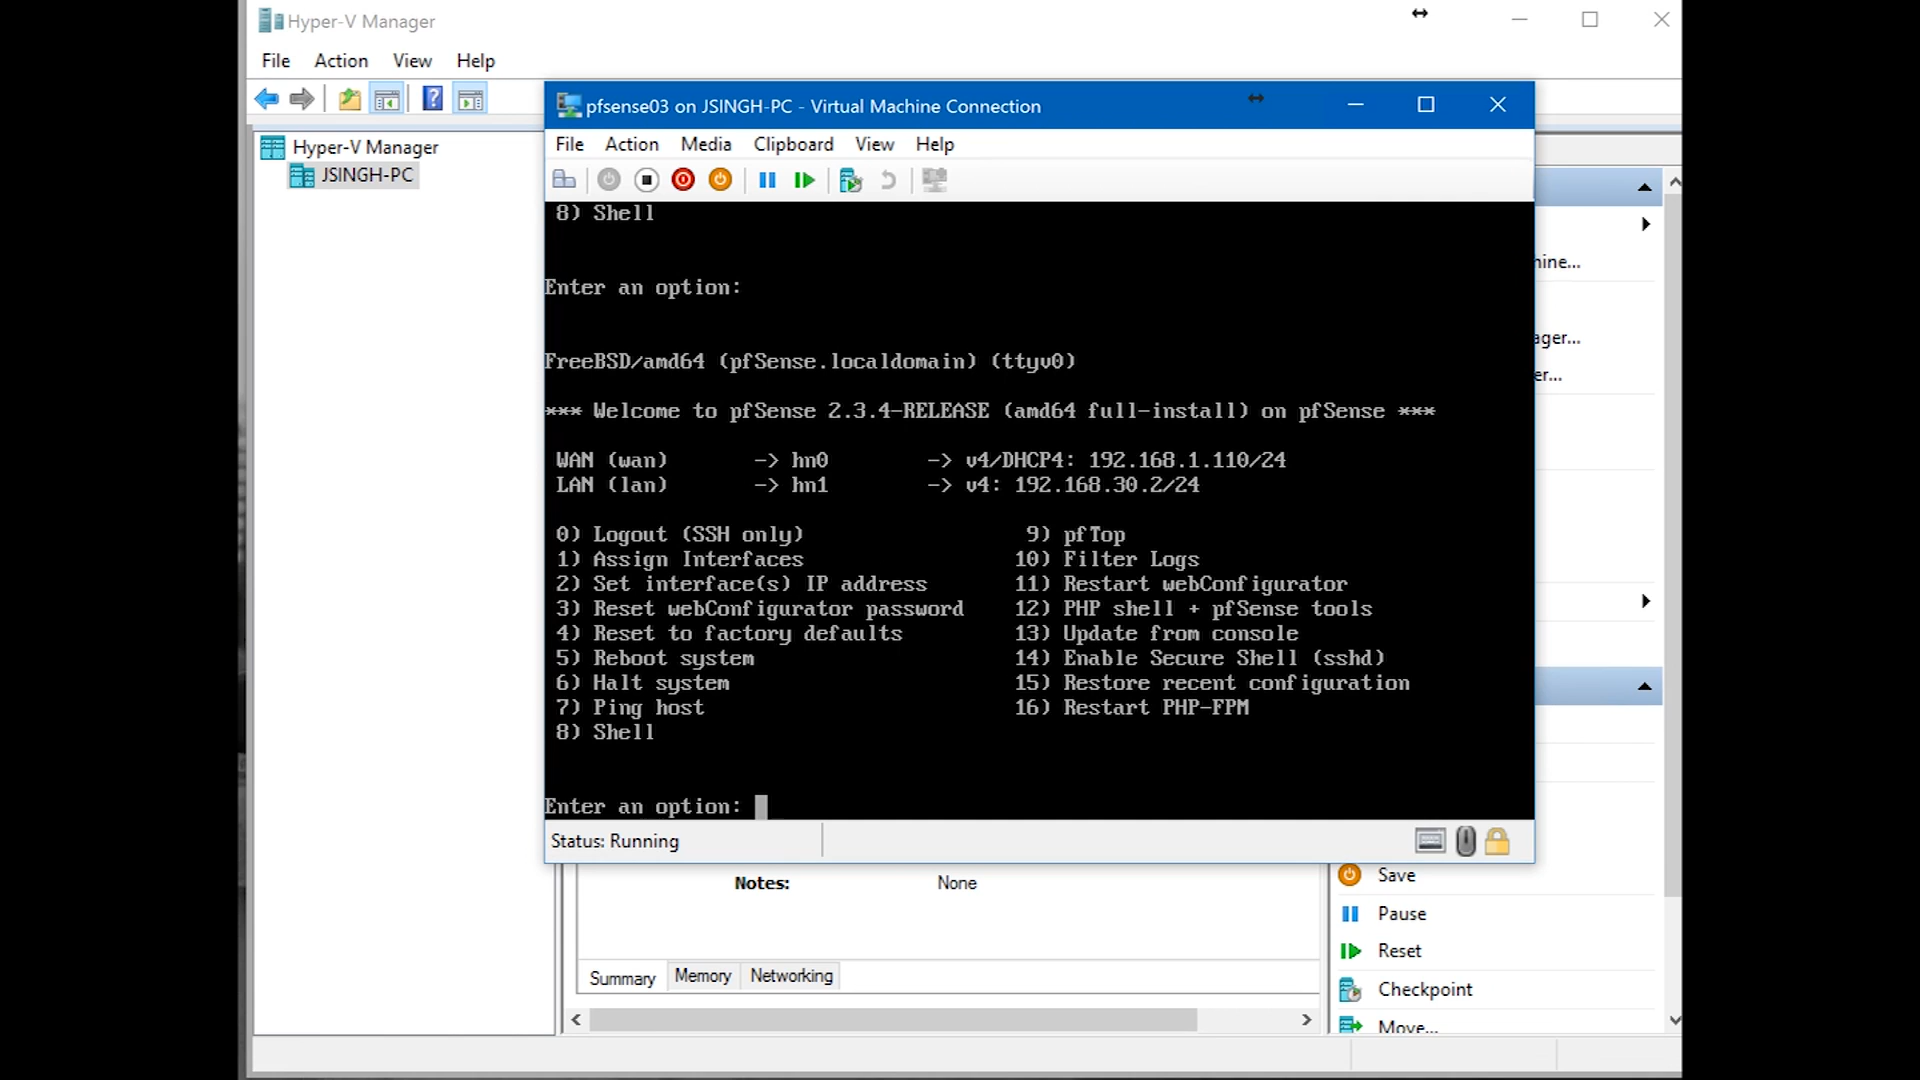 Hyper-V Manager
File Action View Help
Hyper-V Manager
JSINGH-PC
pfsense03 on JSINGH-PC - Virtual Machine Connection
File Action Media Clipboard View Help
8) Shell
Enter an option:
FreeBSD/amd64 (pfSense.localdomain) (ttyv0)
*** Welcome to pfSense 2.3.4-RELEASE (amd64 full-install) on pfSense ***
WAN (wan) -> hn0 -> v4/DHCP4: 192.168.1.110/24
LAN (lan) -> hn1 -> v4: 192.168.30.2/24
0) Logout (SSH only) 9) pfTop
1) Assign Interfaces 10) Filter Logs
2) Set interface(s) IP address 11) Restart webConfigurator
3) Reset webConfigurator password 12) PHP shell + pfSense tools
4) Reset to factory defaults 13) Update from console
5) Reboot system 14) Enable Secure Shell (sshd)
6) Halt system 15) Restore recent configuration
7) Ping host 16) Restart PHP-FPM
8) Shell
Enter an option:
Status: Running
hine...
ager...
er...
Notes: None
Summary Memory Networking
Save
Pause
Reset
Checkpoint
Move...